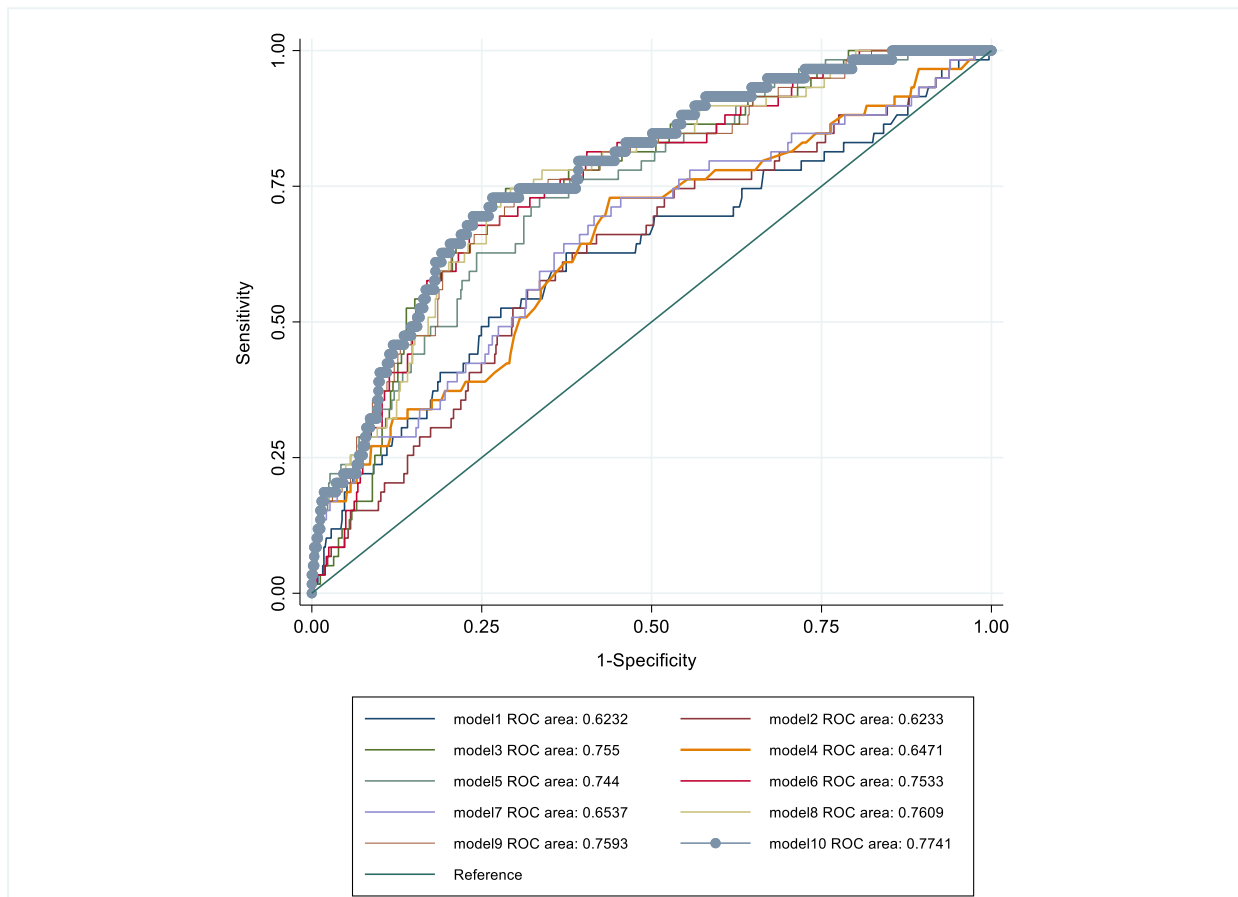 1.00
0.75
0.50
0.25
0.00
Sensitivity
0.00 0.25 0.50 0.75 1.00
1-Specificity
model1 ROC area: 0.6232 model2 ROC area: 0.6233
model3 ROC area: 0.755 model4 ROC area: 0.6471
model5 ROC area: 0.744 model6 ROC area: 0.7533
model7 ROC area: 0.6537 model8 ROC area: 0.7609
model9 ROC area: 0.7593 model10 ROC area: 0.7741
Reference